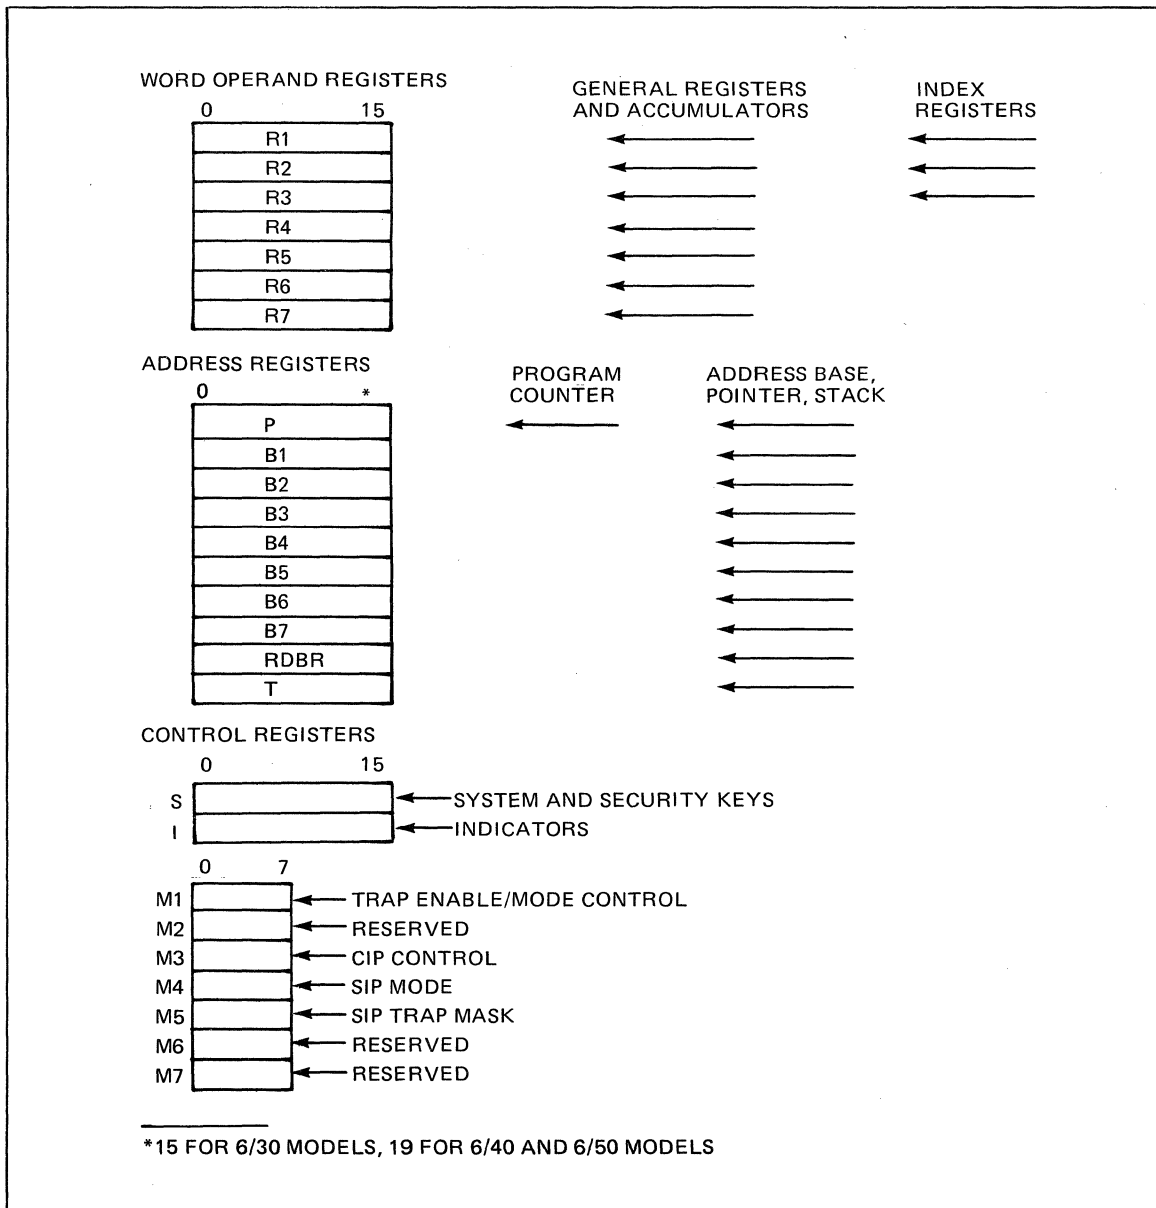 WORD OPERAND REGISTERS
GENERAL REGISTERS
AND ACCUMULATORS
INDEX
REGISTERS
0 15
R1
R2
R3
R4
R5
R6
R7
ADDRESS REGISTERS
PROGRAM
COUNTER
ADDRESS BASE,
POINTER, STACK
0 *
P
B1
B2
B3
B4
B5
B6
B7
RDBR
T
CONTROL REGISTERS
0 15
S SYSTEM AND SECURITY KEYS
I INDICATORS
0 7
M1 TRAP ENABLE/MODE CONTROL
M2 RESERVED
M3 CIP CONTROL
M4 SIP MODE
M5 SIP TRAP MASK
M6 RESERVED
M7 RESERVED
*15 FOR 6/30 MODELS, 19 FOR 6/40 AND 6/50 MODELS